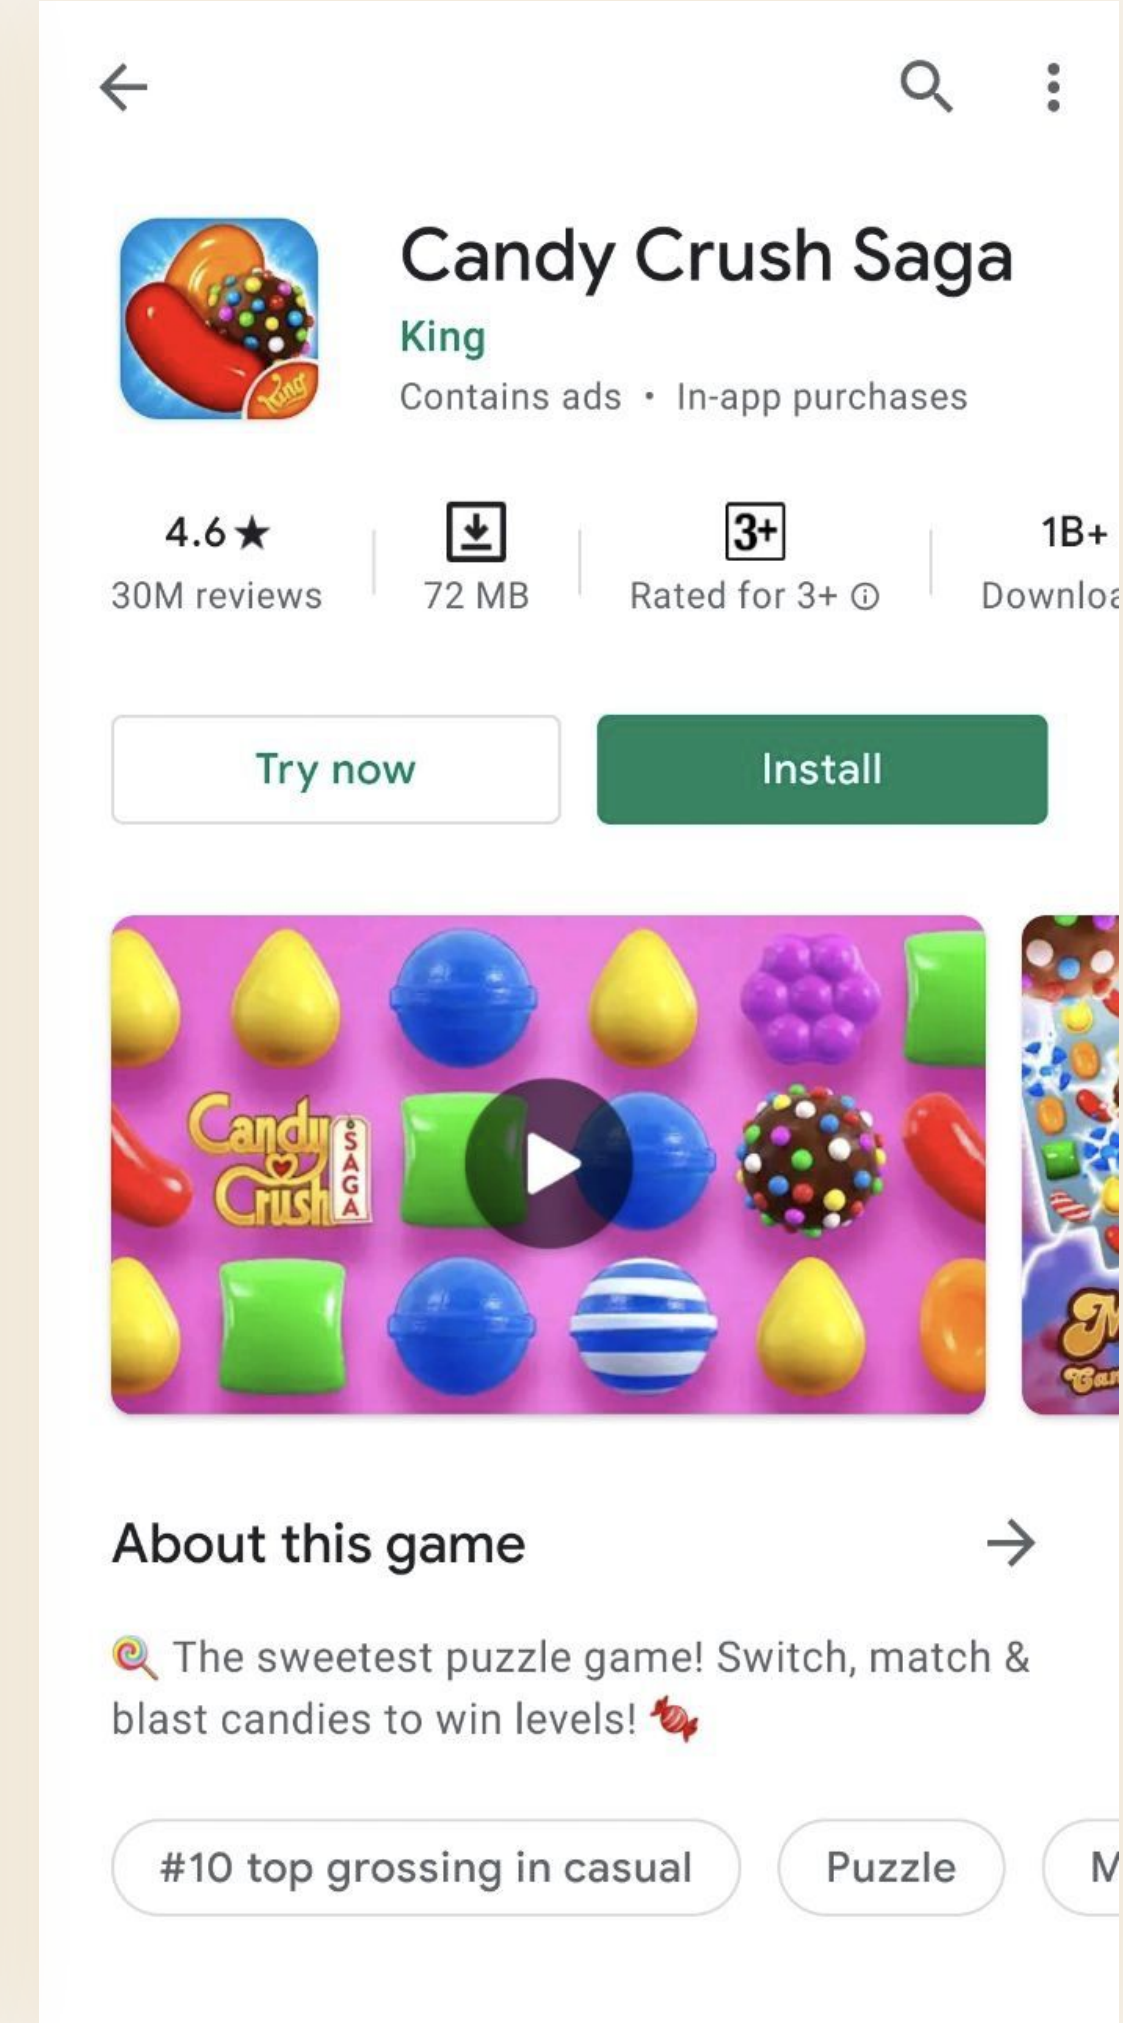 Candy Crush Saga
King
Contains ads • In-app purchases
King
4.6★
30M reviews
72 MB
3+
Rated for 3+
1B+
Try now
Install
Candy
Crush
SAGA
About this game
🍭 The sweetest puzzle game! Switch, match &
blast candies to win levels! 🍬
#10 top grossing in casual
Puzzle